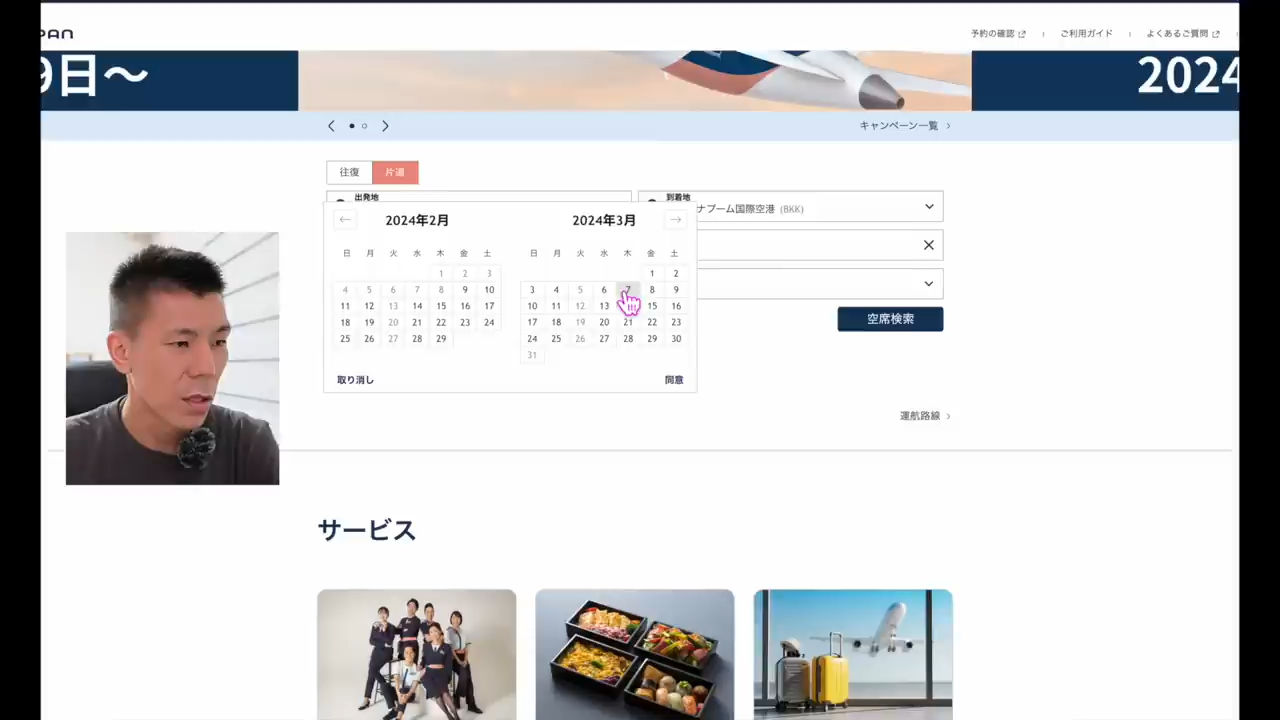 PAN
予約の確認
ご利用ガイド
よくあるご質問
9日〜
2024
キャンペーン一覧
往復
片道
出発地
到着地
ナプーム国際空港 (BKK)
2024年2月
2024年3月
日 月 火 水 木 金 土
日 月 火 水 木 金 土
1 2 3
1 2
4 5 6 7 8 9 10
3 4 5 6 7 8 9
11 12 13 14 15 16 17
10 11 12 13 15 16
18 19 20 21 22 23 24
17 18 19 20 21 22 23
25 26 27 28 29
24 25 26 27 28 29 30
31
取り消し
同意
空席検索
運航路線
サービス